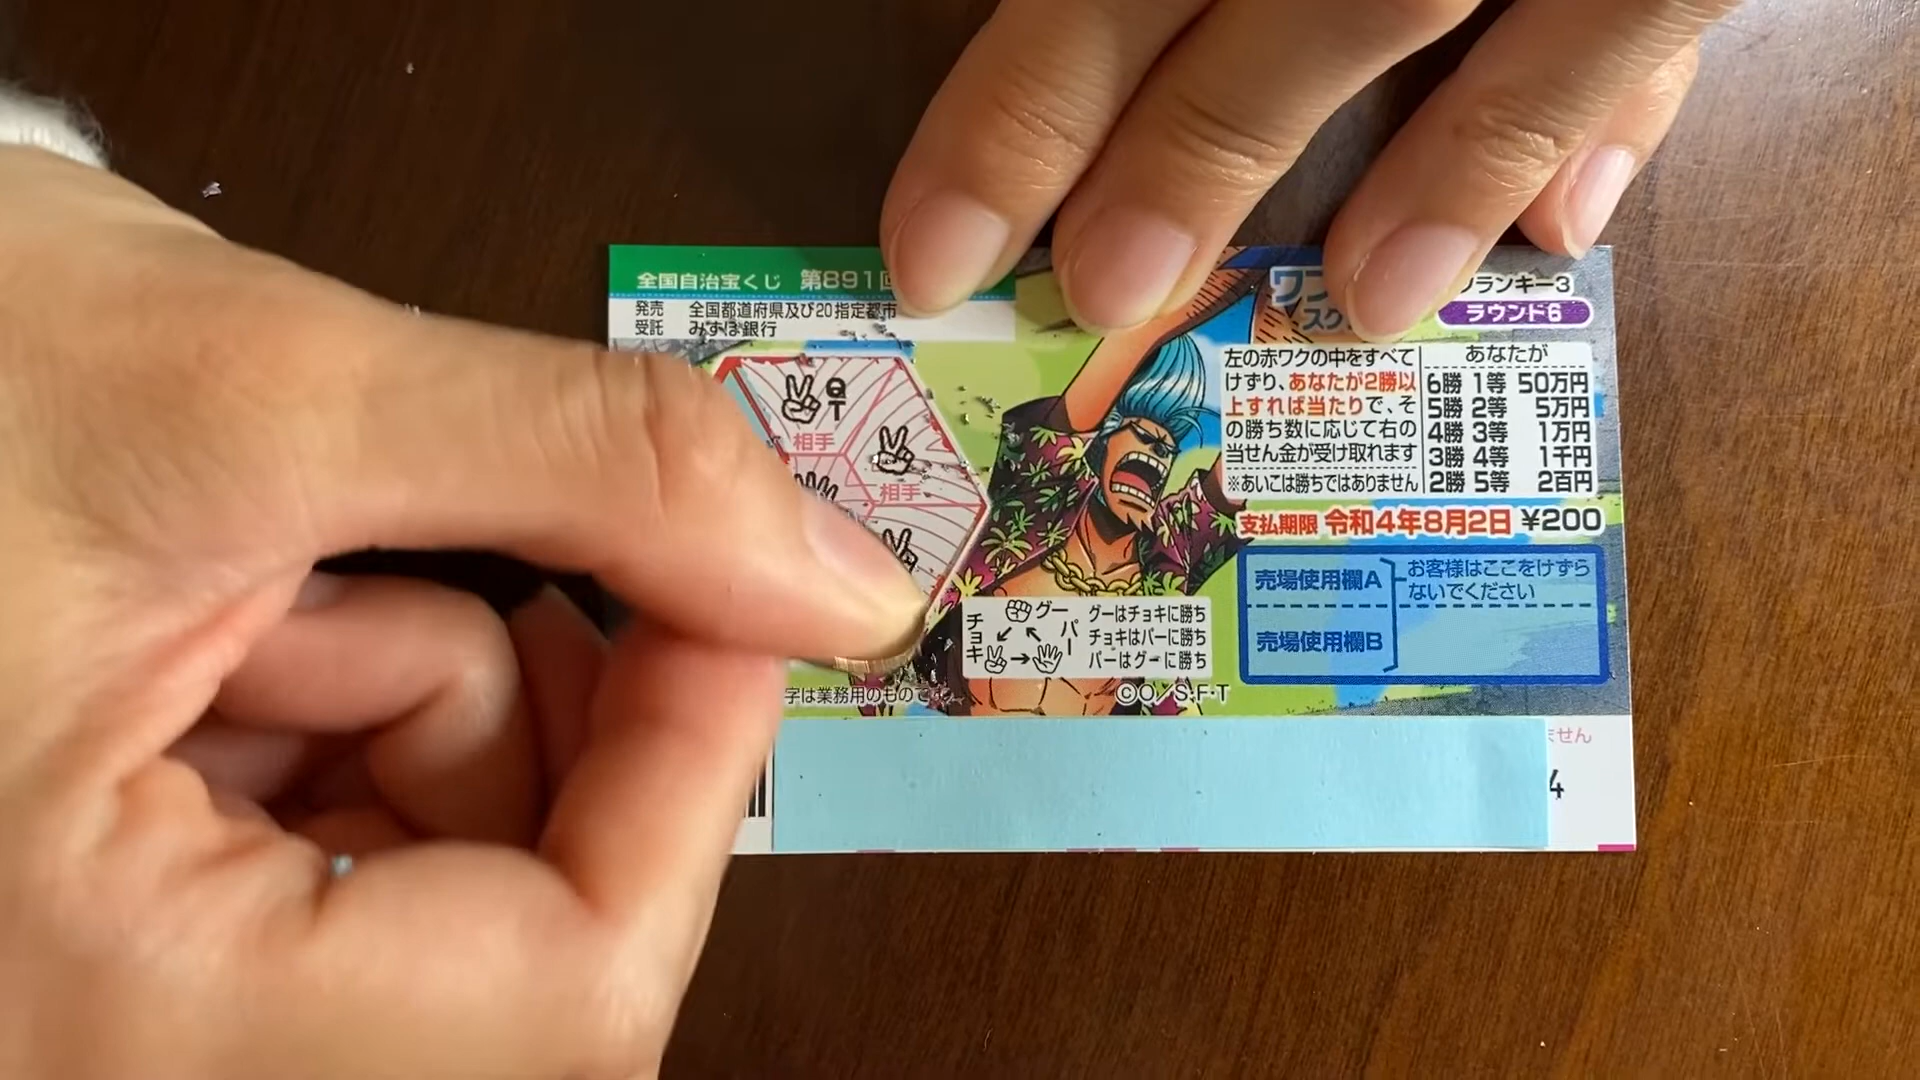 全国自治宝くじ 第891回
発売 全国都道府県及び20指定都市
受託 みずほ銀行
ワ
スク
フランキー3
ラウンド6
QT
相手
相手
左の赤ワクの中をすべて
けずり、あなたが2勝以
上すれば当たりで、そ
の勝ち数に応じて右の
当せん金が受け取れます
※あいこは勝ちではありません
あなたが
6勝 1等 50万円
5勝 2等 5万円
4勝 3等 1万円
3勝 4等 1千円
2勝 5等 2百円
支払期限 令和4年8月2日 ¥200
売場使用欄A
お客様はここをけずら
ないでください
売場使用欄B
グー
チョキ
パー
グーはチョキに勝ち
チョキはパーに勝ち
パーはグーに勝ち
字は業務用のものです
©O/S・F・T
ません
4